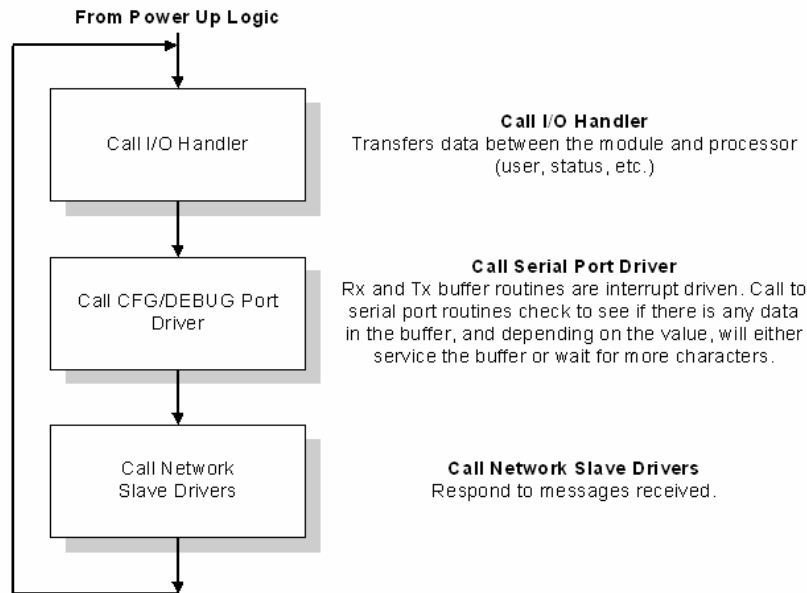 From Power Up Logic
Call I/O Handler
Call I/O Handler
Transfers data between the module and processor
(user, status, etc.)
Call CFG/DEBUG Port
Driver
Call Serial Port Driver
Rx and Tx buffer routines are interrupt driven. Call to
serial port routines check to see if there is any data
in the buffer, and depending on the value, will either
service the buffer or wait for more characters.
Call Network
Slave Drivers
Call Network Slave Drivers
Respond to messages received.